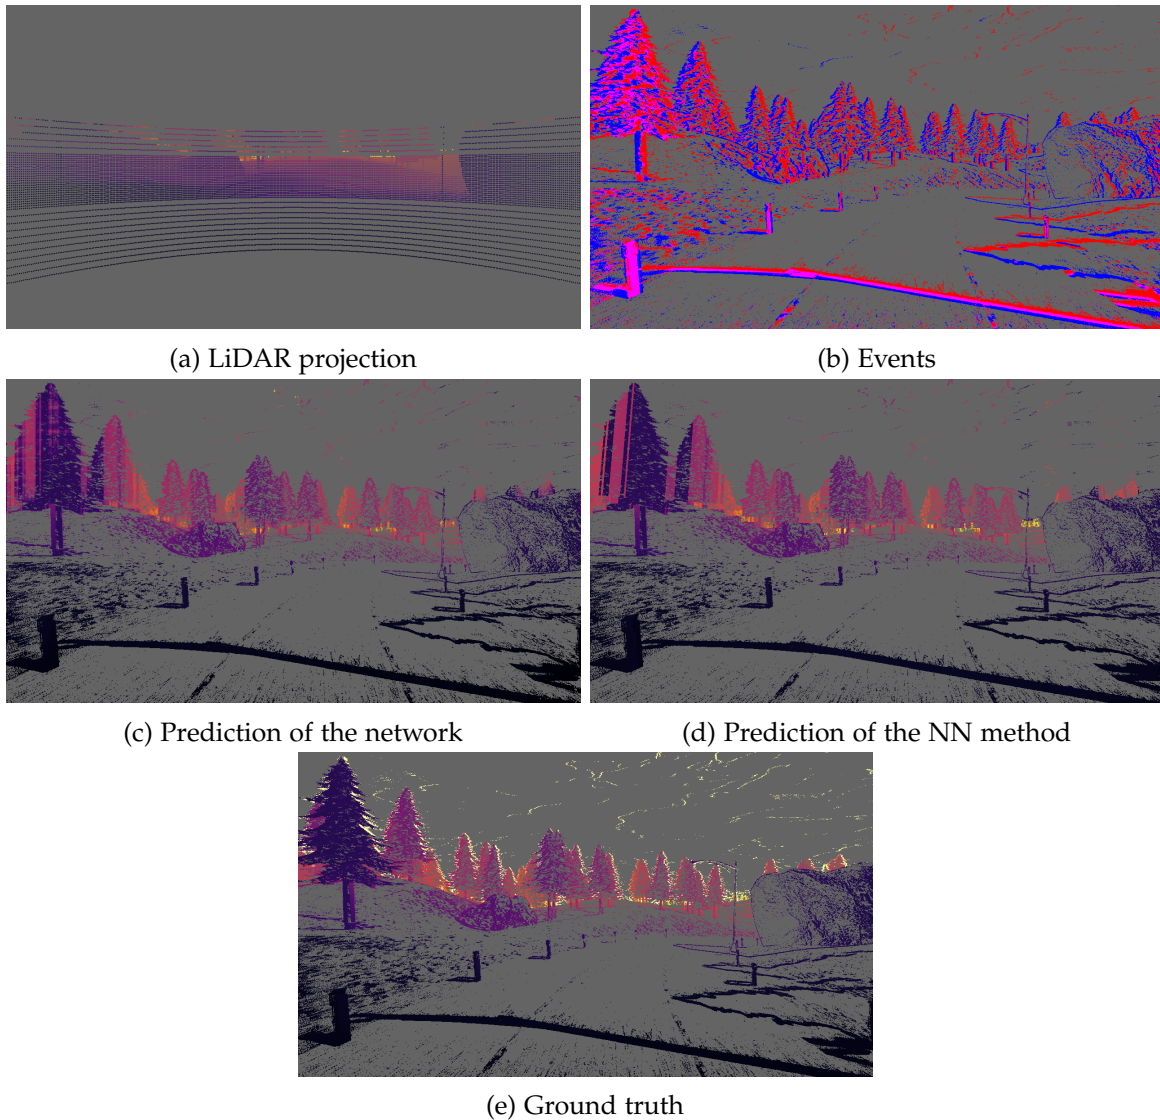 (a) LiDAR projection
(b) Events
(c) Prediction of the network
(d) Prediction of the NN method
(e) Ground truth